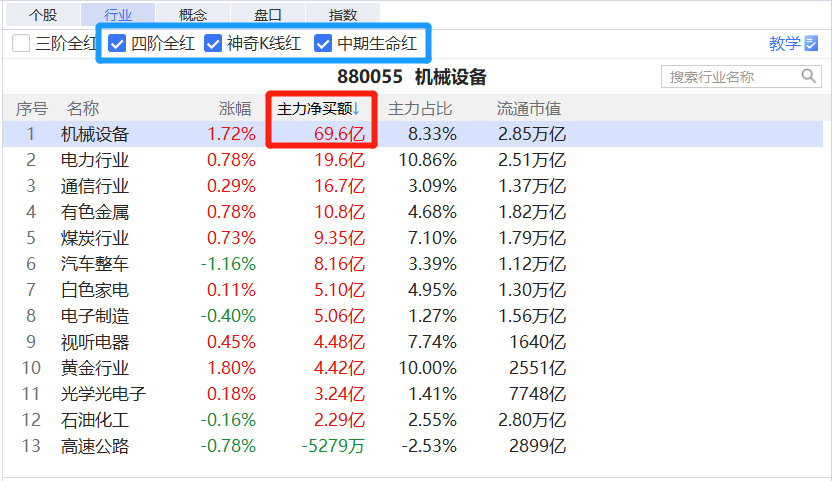 个股 行业 概念 盘口 指数
三阶全红 四阶全红 神奇K线红 中期生命红 教学
880055 机械设备 搜索行业名称
序号 名称 涨幅 主力净买额↓ 主力占比 流通市值
1 机械设备 1.72% 69.6亿 8.33% 2.85万亿
2 电力行业 0.78% 19.6亿 10.86% 2.51万亿
3 通信行业 0.29% 16.7亿 3.09% 1.37万亿
4 有色金属 0.78% 10.8亿 4.68% 1.82万亿
5 煤炭行业 0.73% 9.35亿 7.10% 1.79万亿
6 汽车整车 -1.16% 8.16亿 3.39% 1.12万亿
7 白色家电 0.11% 5.10亿 4.95% 1.30万亿
8 电子制造 -0.40% 5.06亿 1.27% 1.56万亿
9 视听电器 0.45% 4.48亿 7.74% 1640亿
10 黄金行业 1.80% 4.42亿 10.00% 2551亿
11 光学光电子 0.18% 3.24亿 1.41% 7748亿
12 石油化工 -0.16% 2.29亿 2.55% 2.80万亿
13 高速公路 -0.78% -5279万 -2.53% 2899亿